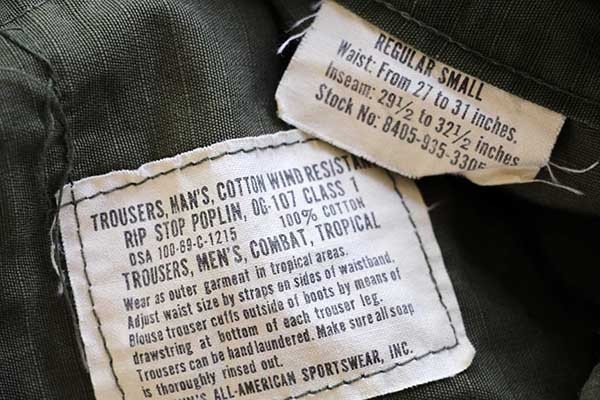 REGULAR SMALL
Waist: From 27 to 31 inches.
Inseam: 29½ to 32½ inches
Stock No: 8405-935-3305
TROUSERS, MAN'S, COTTON WIND RESISTA
RIP STOP POPLIN, OG-107 CLASS 1
DSA 100-69-C-1215 100% COTTON
TROUSERS, MEN'S, COMBAT, TROPICAL
Wear as outer garment in tropical areas.
Adjust waist size by straps on sides of waistband.
Blouse trouser cuffs outside of boots by means of
drawstring at bottom of each trouser leg.
Trousers can be hand laundered. Make sure all soap
is thoroughly rinsed out.
ALL-AMERICAN SPORTSWEAR, INC.